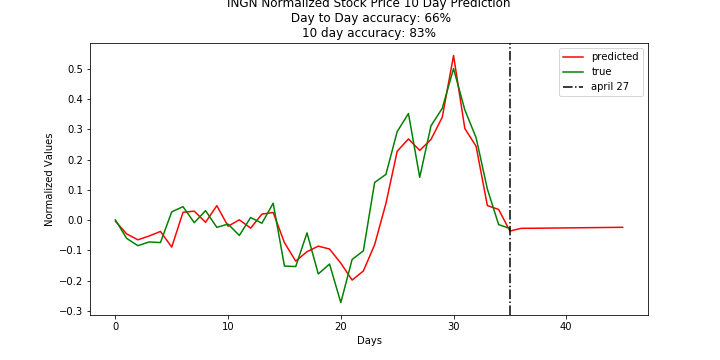 INGN Normalized Stock Price 10 Day Prediction
Day to Day accuracy: 66%
10 day accuracy: 83%
predicted
true
april 27
Normalized Values
0.5
0.4
0.3
0.2
0.1
0.0
−0.1
−0.2
−0.3
0 10 20 30 40
Days